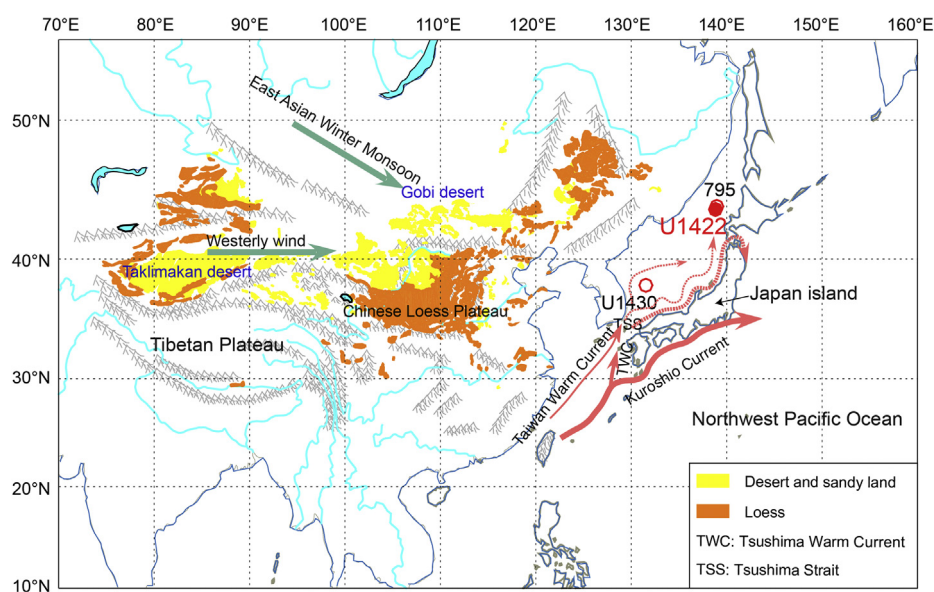 70°E 80°E 90°E 100°E 110°E 120°E 130°E 140°E 150°E 160°E
East Asian Winter Monsoon
50°N
Gobi desert
795
U1422
Westerly wind
40°N
Taklimakan desert
Japan island
U1430
Chinese Loess Plateau
TSS
Tibetan Plateau
TWC
Taiwan Warm Current
30°N
Kuroshio Current
Northwest Pacific Ocean
Desert and sandy land
20°N
Loess
TWC: Tsushima Warm Current
TSS: Tsushima Strait
10°N